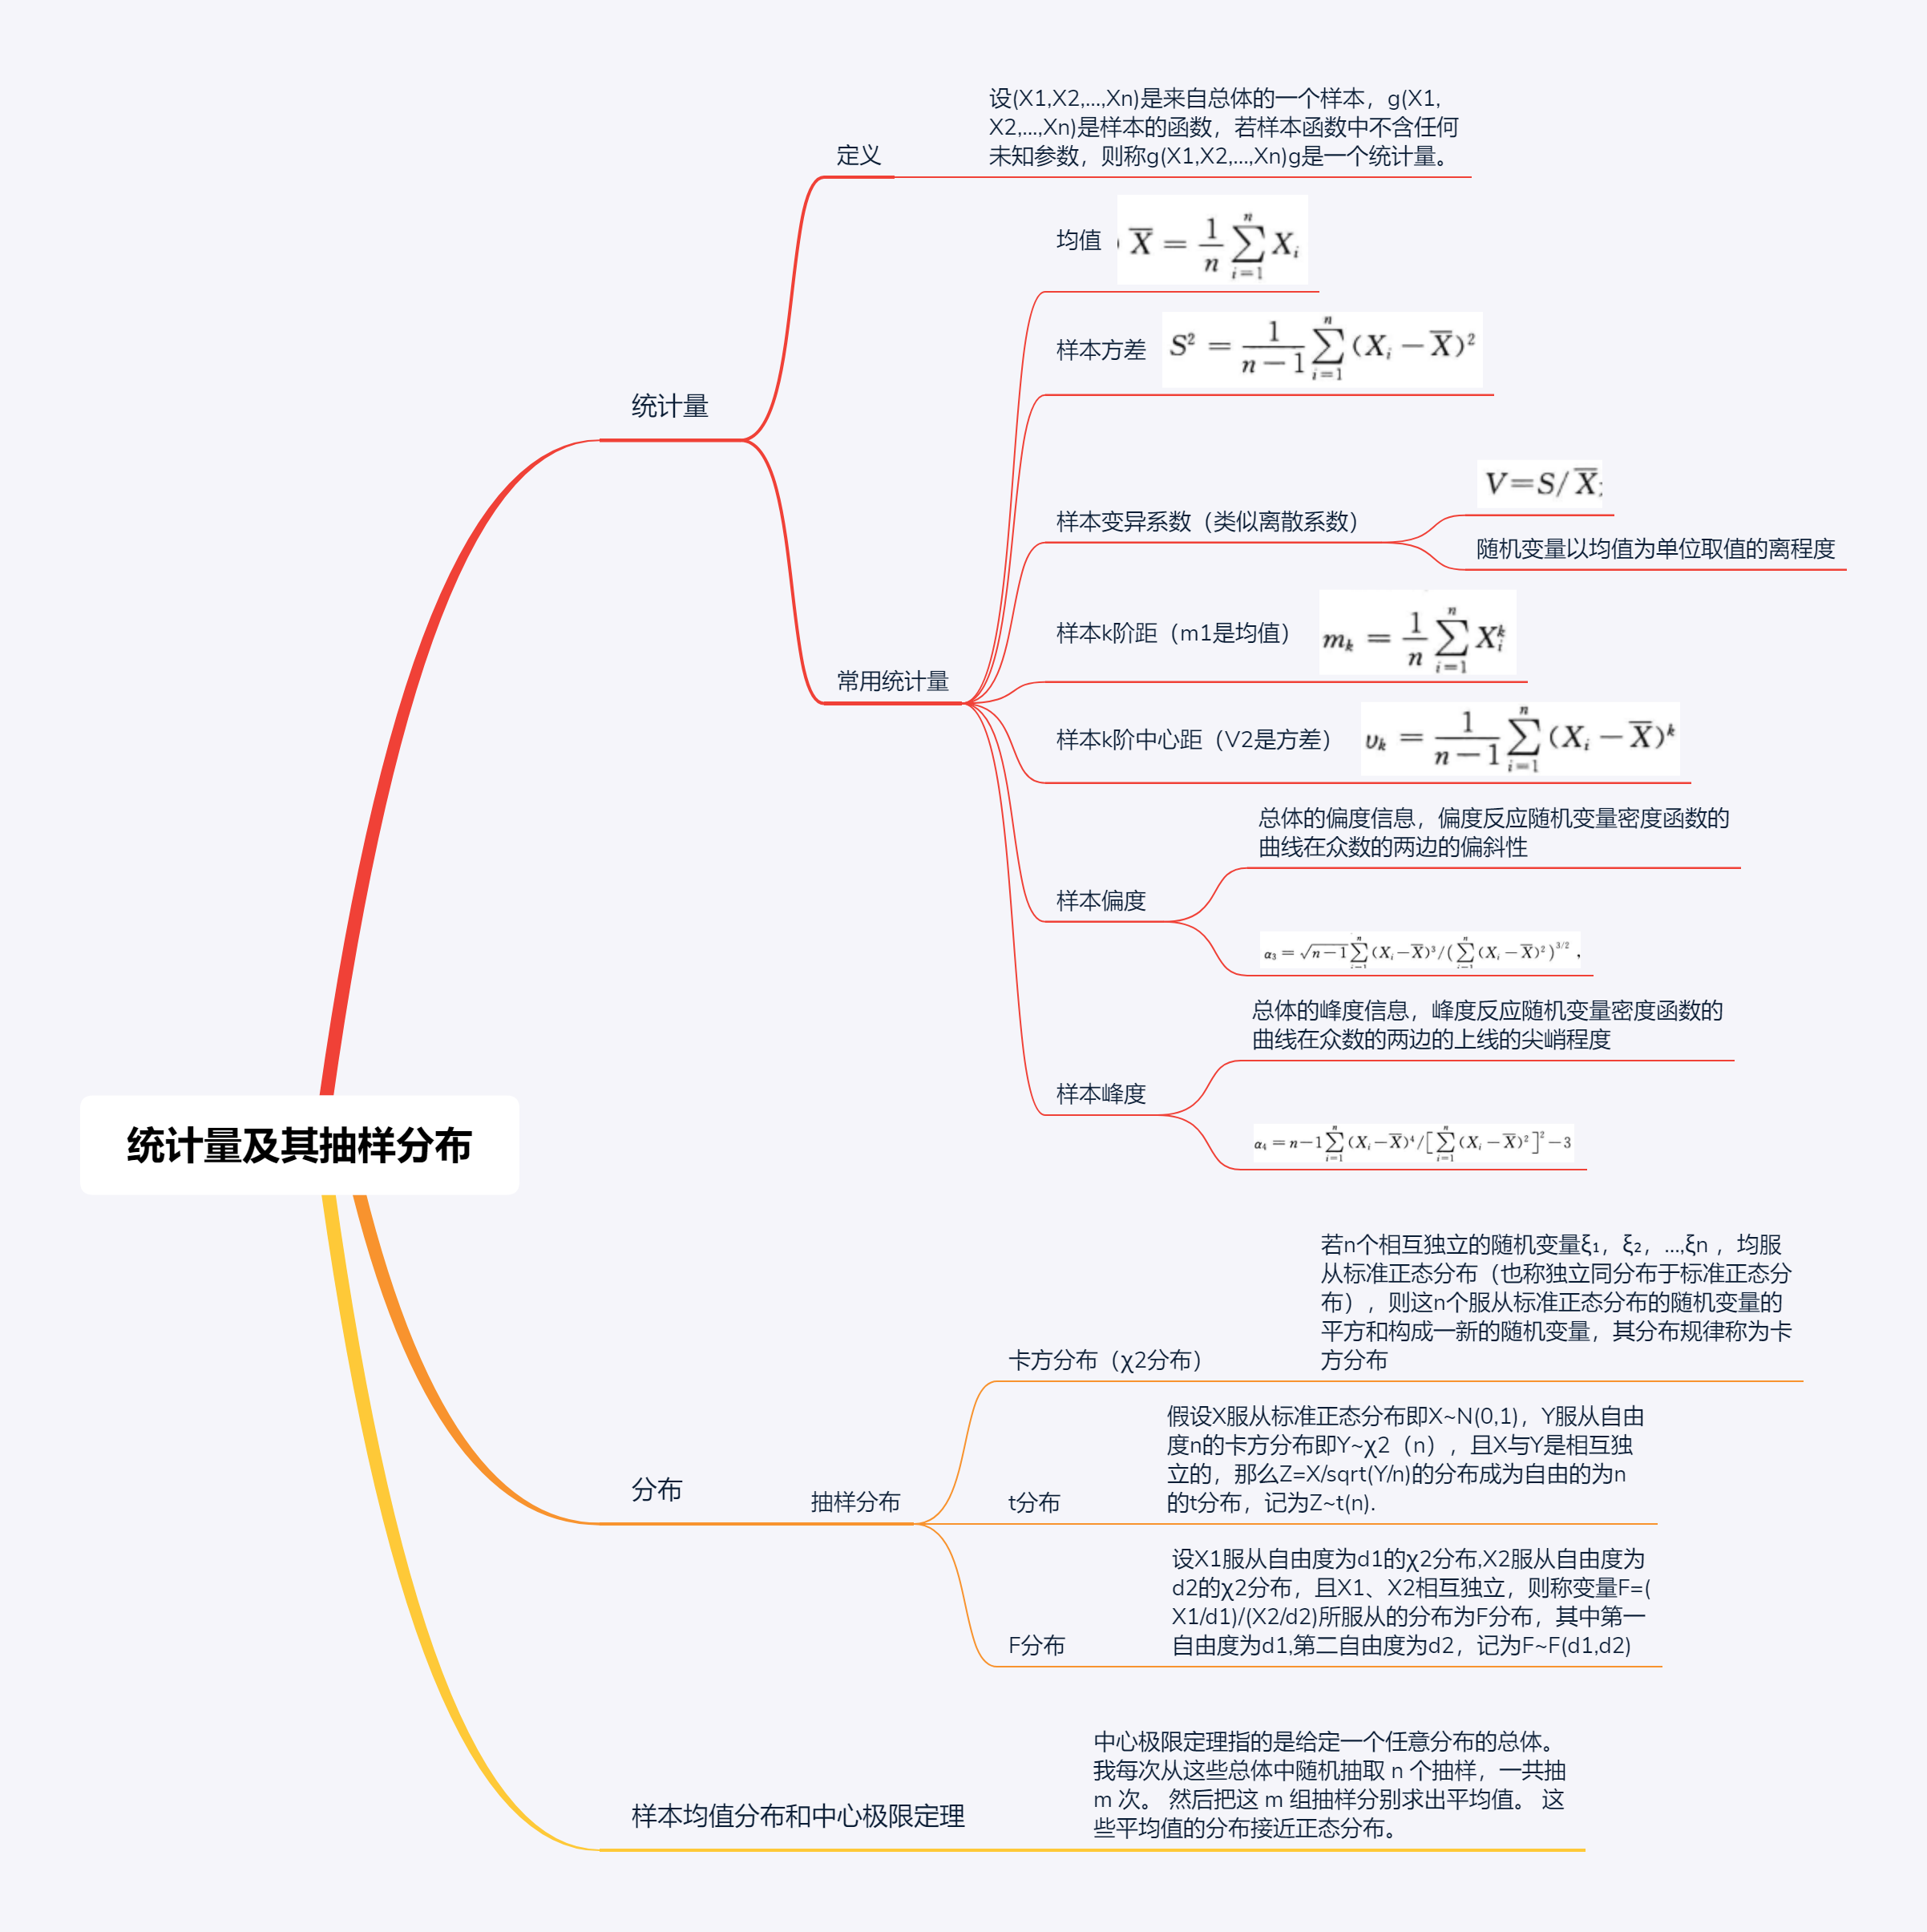 设(X1,X2,...,Xn)是来自总体的一个样本，g(X1,
X2,...,Xn)是样本的函数，若样本函数中不含任何
未知参数，则称g(X1,X2,...,Xn)g是一个统计量。
定义
均值 X̅ = 1/n ∑_{i=1}^{n} X_i
样本方差 S² = 1/(n−1) ∑_{i=1}^{n} (X_i − X̅)²
统计量
V=S/X̅
样本变异系数（类似离散系数）
随机变量以均值为单位取值的离程度
样本k阶距（m1是均值） m_k = 1/n ∑_{i=1}^{n} X_i^k
常用统计量
样本k阶中心距（V2是方差） υ_k = 1/(n−1) ∑_{i=1}^{n} (X_i − X̅)^k
总体的偏度信息，偏度反应随机变量密度函数的
曲线在众数的两边的偏斜性
样本偏度
α₃ = √(n−1) ∑_{i=1}^{n} (X_i−X̅)³/(∑_{i=1}^{n} (X_i−X̅)²)^{3/2} ,
总体的峰度信息，峰度反应随机变量密度函数的
曲线在众数的两边的上线的尖峭程度
样本峰度
α₄ = n−1 ∑_{i=1}^{n} (X_i−X̅)⁴/[∑_{i=1}^{n} (X_i−X̅)²]²−3
统计量及其抽样分布
若n个相互独立的随机变量ξ₁，ξ₂，...,ξn ，均服
从标准正态分布（也称独立同分布于标准正态分
布），则这n个服从标准正态分布的随机变量的
平方和构成一新的随机变量，其分布规律称为卡
方分布
卡方分布（χ2分布）
假设X服从标准正态分布即X~N(0,1)，Y服从自由
度n的卡方分布即Y~χ2（n），且X与Y是相互独
立的，那么Z=X/sqrt(Y/n)的分布成为自由的为n
的t分布，记为Z~t(n).
分布
抽样分布
t分布
设X1服从自由度为d1的χ2分布,X2服从自由度为
d2的χ2分布，且X1、X2相互独立，则称变量F=(
X1/d1)/(X2/d2)所服从的分布为F分布，其中第一
自由度为d1,第二自由度为d2，记为F~F(d1,d2)
F分布
中心极限定理指的是给定一个任意分布的总体。
我每次从这些总体中随机抽取 n 个抽样，一共抽
m 次。 然后把这 m 组抽样分别求出平均值。 这
些平均值的分布接近正态分布。
样本均值分布和中心极限定理